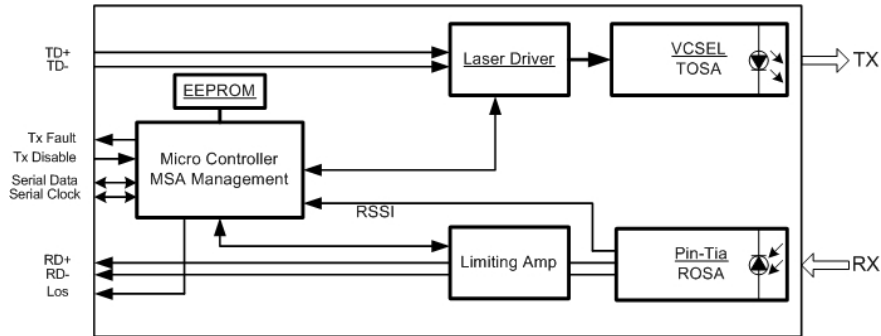 TD+
TD-
Laser Driver
VCSEL
TOSA
TX
EEPROM
Tx Fault
Tx Disable
Serial Data
Serial Clock
Micro Controller
MSA Management
RSSI
RD+
RD-
Los
Limiting Amp
Pin-Tia
ROSA
RX